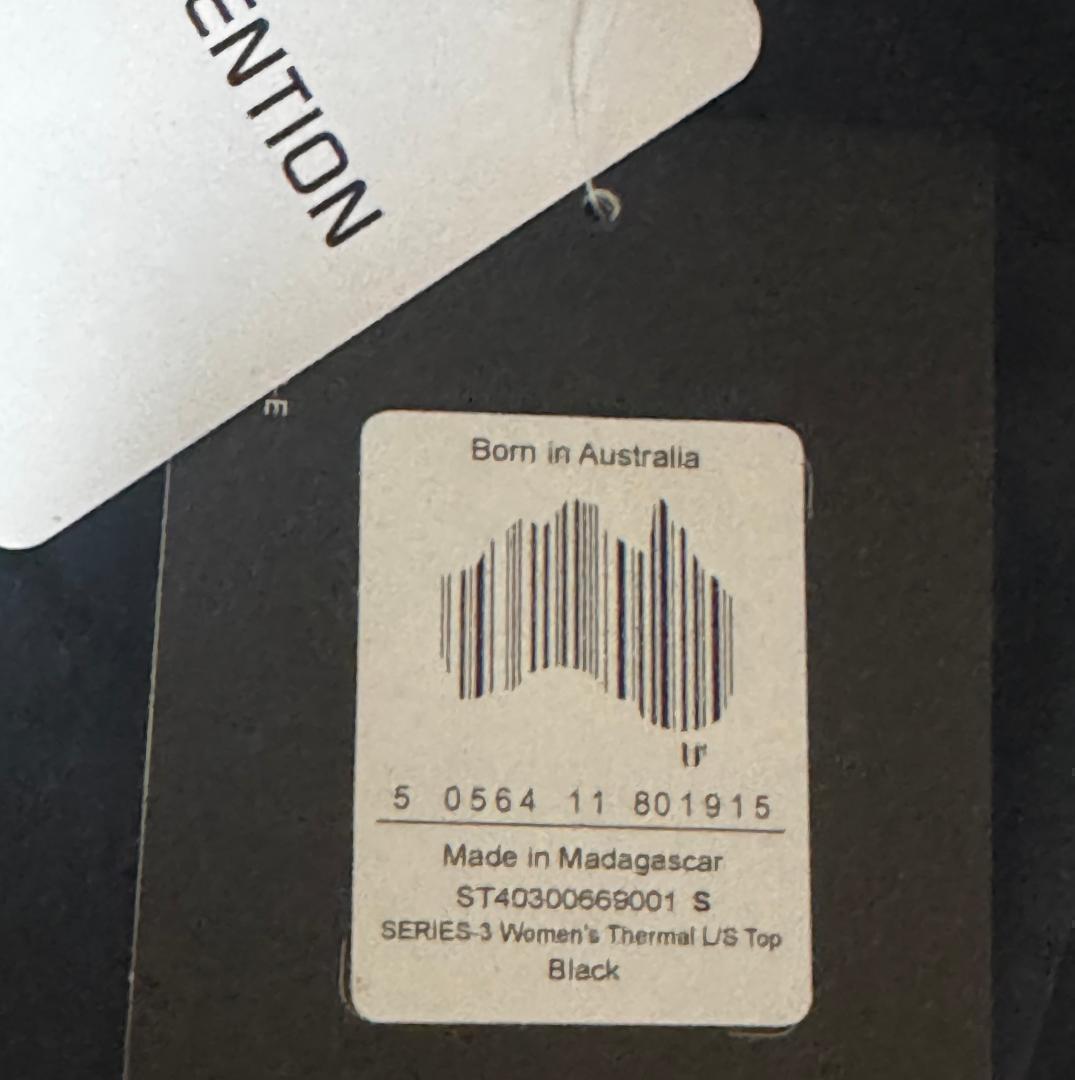 ENTION
E
Born in Australia
5 0564 11 801915
Made in Madagascar
ST40300669001 S
SERIES-3 Women's Thermal L/S Top
Black